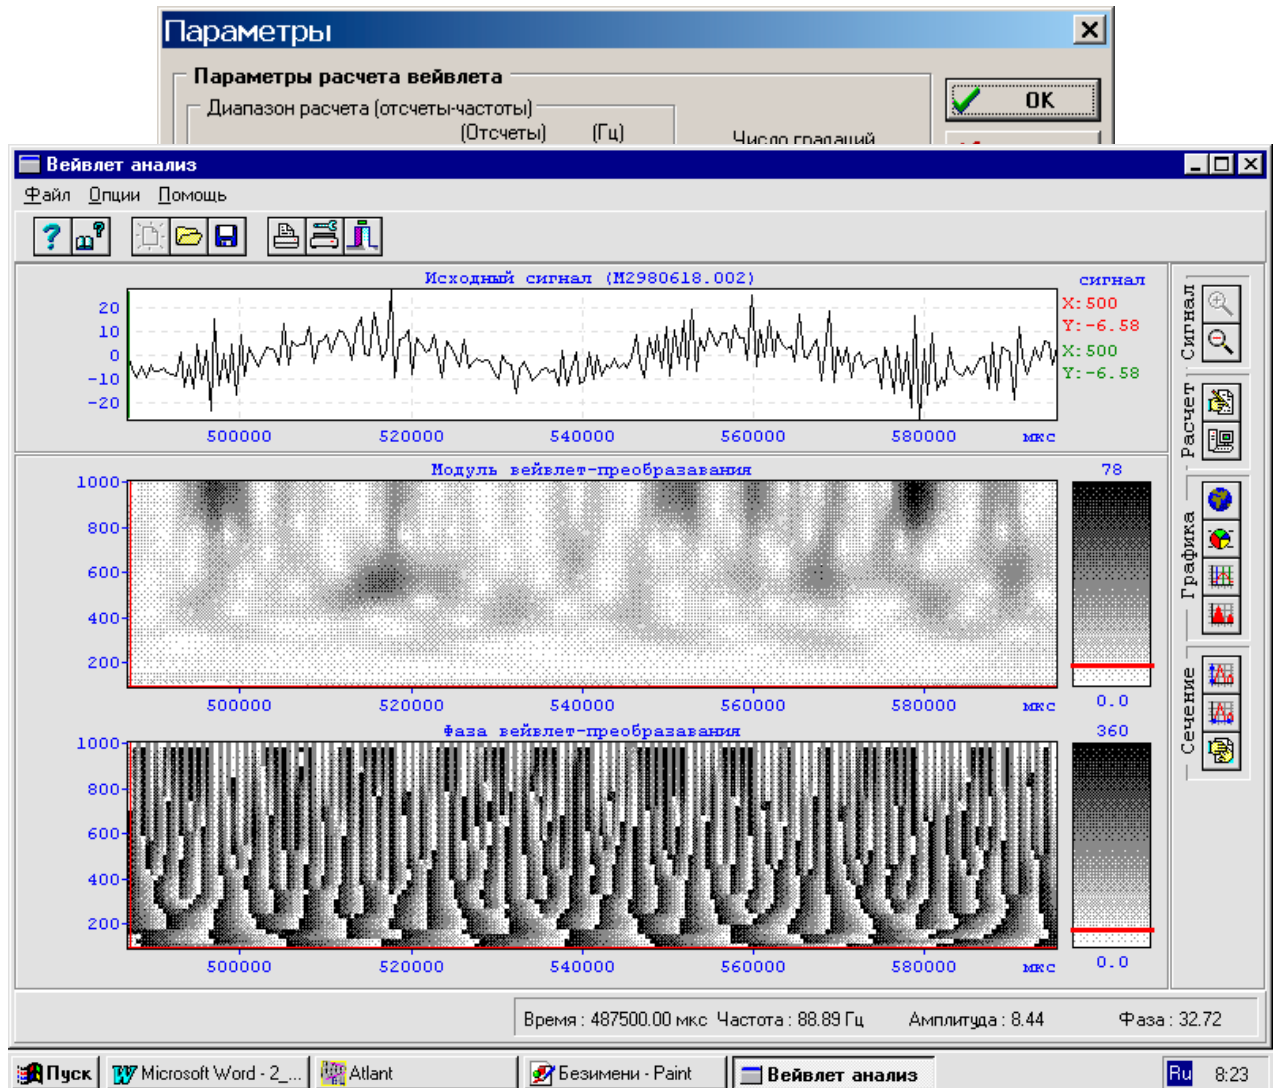 Параметры
Параметры расчета вейвлета
Диапазон расчета (отсчеты-частоты)
(Отсчеты) (Гц)
Число градаций
OK
Вейвлет анализ
Файл Опции Помощь
Исходный сигнал (M2980618.002)
сигнал
X:500
Y:-6.58
X:500
Y:-6.58
20
10
0
-10
-20
500000 520000 540000 560000 580000 мкс
Модуль вейвлет-преобразавания
78
1000
800
600
400
200
500000 520000 540000 560000 580000 мкс
0.0
Фаза вейвлет-преобразавания
360
1000
800
600
400
200
500000 520000 540000 560000 580000 мкс
0.0
Сигнал
Расчет
Графика
Сечение
Время : 487500.00 мкс Частота : 88.89 Гц Амплитуда : 8.44 Фаза : 32.72
Пуск Microsoft Word - 2_... Atlant Безимени - Paint Вейвлет анализ Ru 8:23